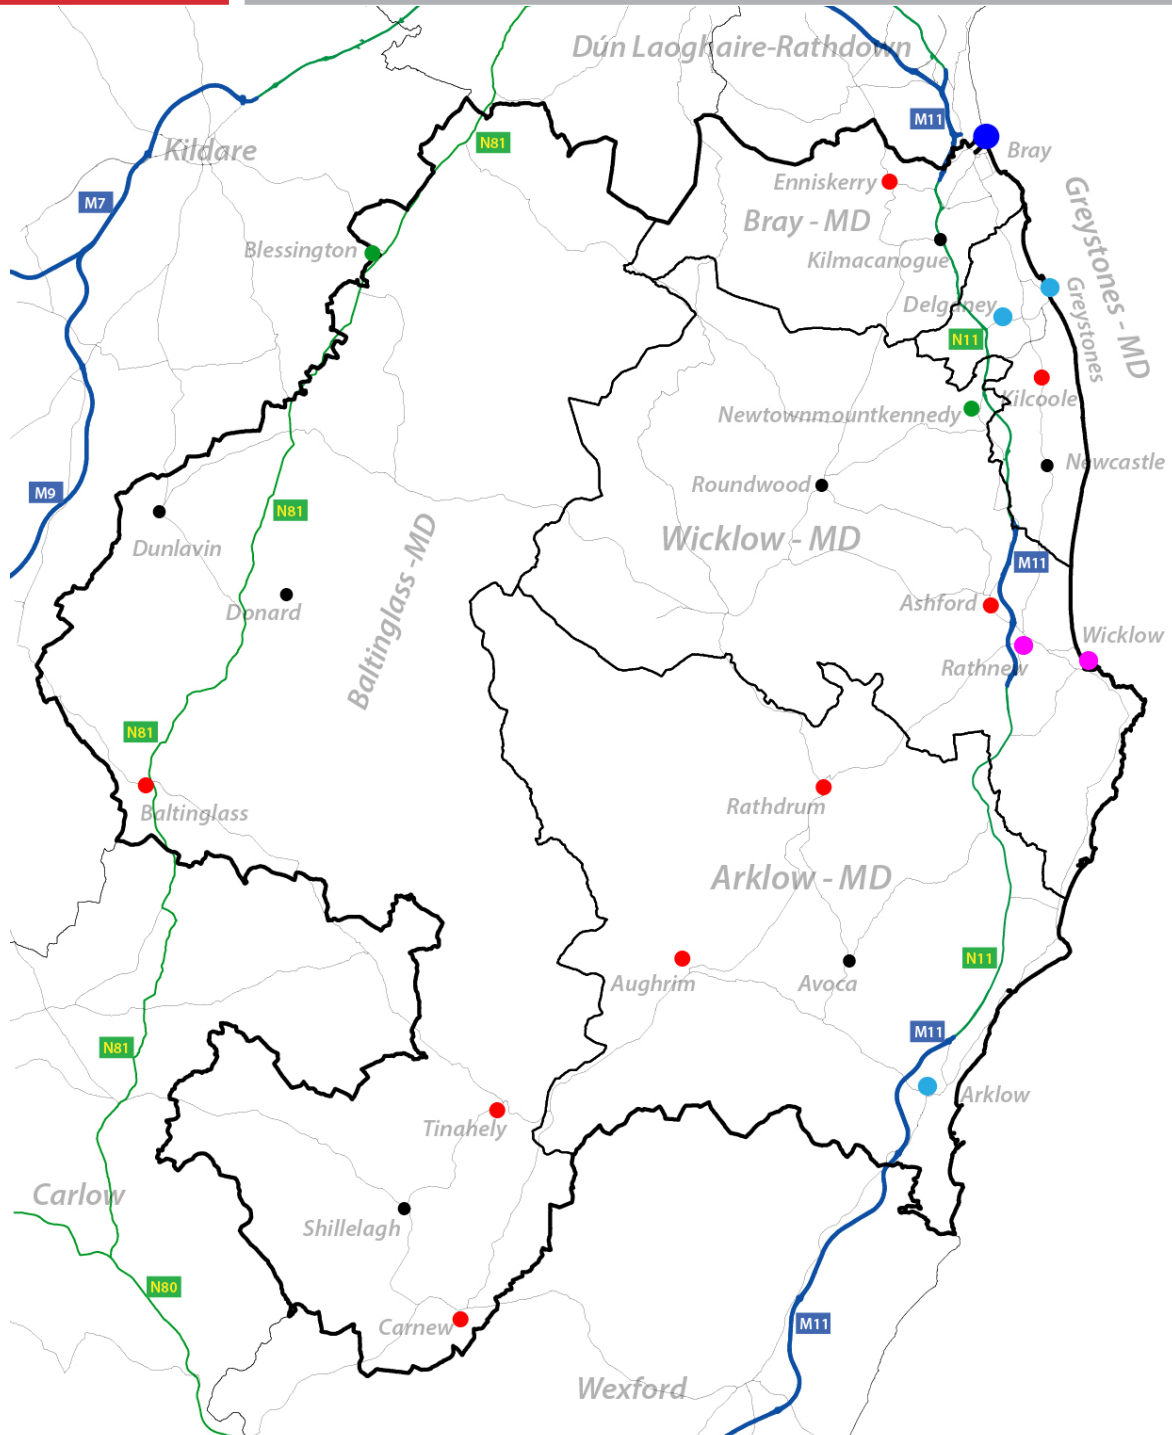 Dún Laoghaire-Rathdown
M11
N81
Kildare
Bray
Enniskerry
M7
Greystones - MD
Bray - MD
Blessington
Kilmacanogue
Greystones
Delganey
N11
Kilcoole
Newtownmountkennedy
Newcastle
Roundwood
M9
N81
Wicklow - MD
Dunlavin
M11
Baltinglass -MD
Ashford
Donard
Wicklow
Rathnew
N81
Rathdrum
Baltinglass
Arklow - MD
N11
Aughrim
Avoca
M11
N81
Arklow
Tinahely
Carlow
Shillelagh
N80
M11
Carnew
Wexford